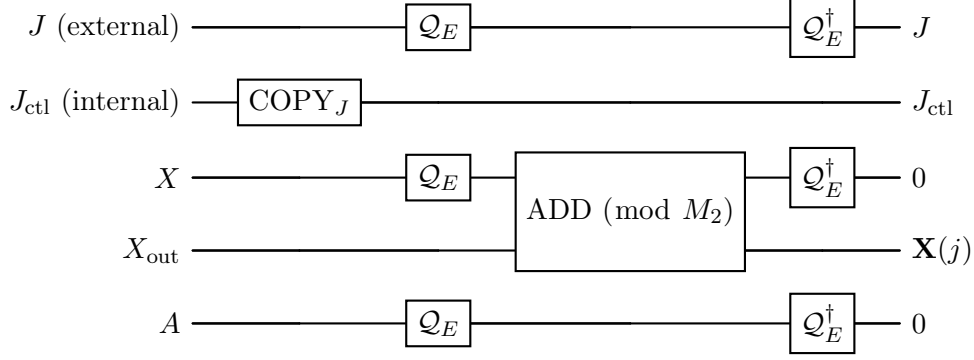 J (external) 𝒬_E 𝒬_E^† J
J_ctl (internal) COPY_J J_ctl
X 𝒬_E ADD (mod M_2) 𝒬_E^† 0
X_out 𝐗(j)
A 𝒬_E 𝒬_E^† 0